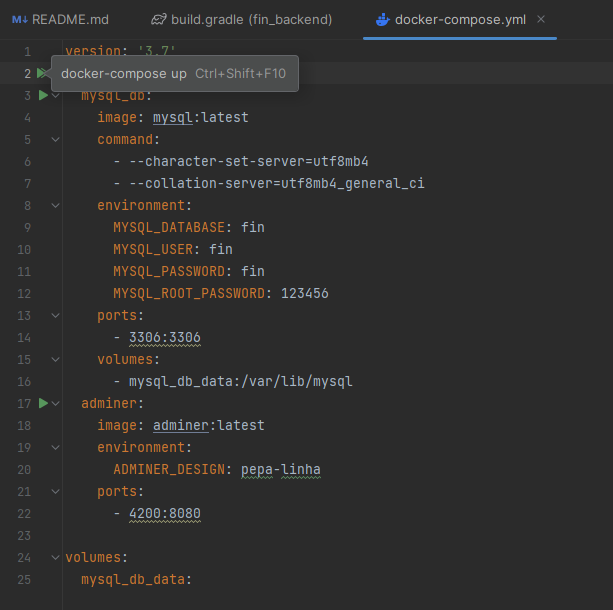 README.md build.gradle (fin_backend) docker-compose.yml
1 version: '3.7'
2 docker-compose up Ctrl+Shift+F10
3 mysql_db:
4 image: mysql:latest
5 command:
6 - --character-set-server=utf8mb4
7 - --collation-server=utf8mb4_general_ci
8 environment:
9 MYSQL_DATABASE: fin
10 MYSQL_USER: fin
11 MYSQL_PASSWORD: fin
12 MYSQL_ROOT_PASSWORD: 123456
13 ports:
14 - 3306:3306
15 volumes:
16 - mysql_db_data:/var/lib/mysql
17 adminer:
18 image: adminer:latest
19 environment:
20 ADMINER_DESIGN: pepa-linha
21 ports:
22 - 4200:8080
23
24 volumes:
25 mysql_db_data: